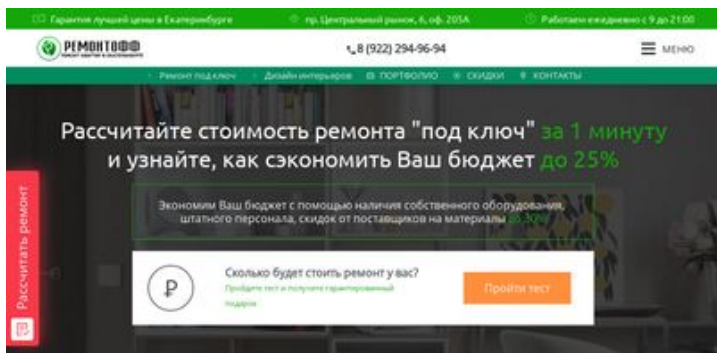 Гарантия лучшей цены в Екатеринбурге
пр. Центральный рынок, 6, оф. 205А
Работаем ежедневно с 9 до 21:00
РЕМОНТОФФ
8 (922) 294-96-94
МЕНЮ
Ремонт под ключ
Дизайн интерьеров
ПОРТФОЛИО
СКИДКИ
КОНТАКТЫ
Рассчитайте стоимость ремонта "под ключ" за 1 минуту
и узнайте, как сэкономить Ваш бюджет до 25%
Экономим Ваш бюджет с помощью наличия собственного оборудования,
штатного персонала, скидок от поставщиков на материалы до 30%
Рассчитать ремонт
₽
Сколько будет стоить ремонт у вас?
Пройдите тест и получите гарантированный
подарок
Пройти тест